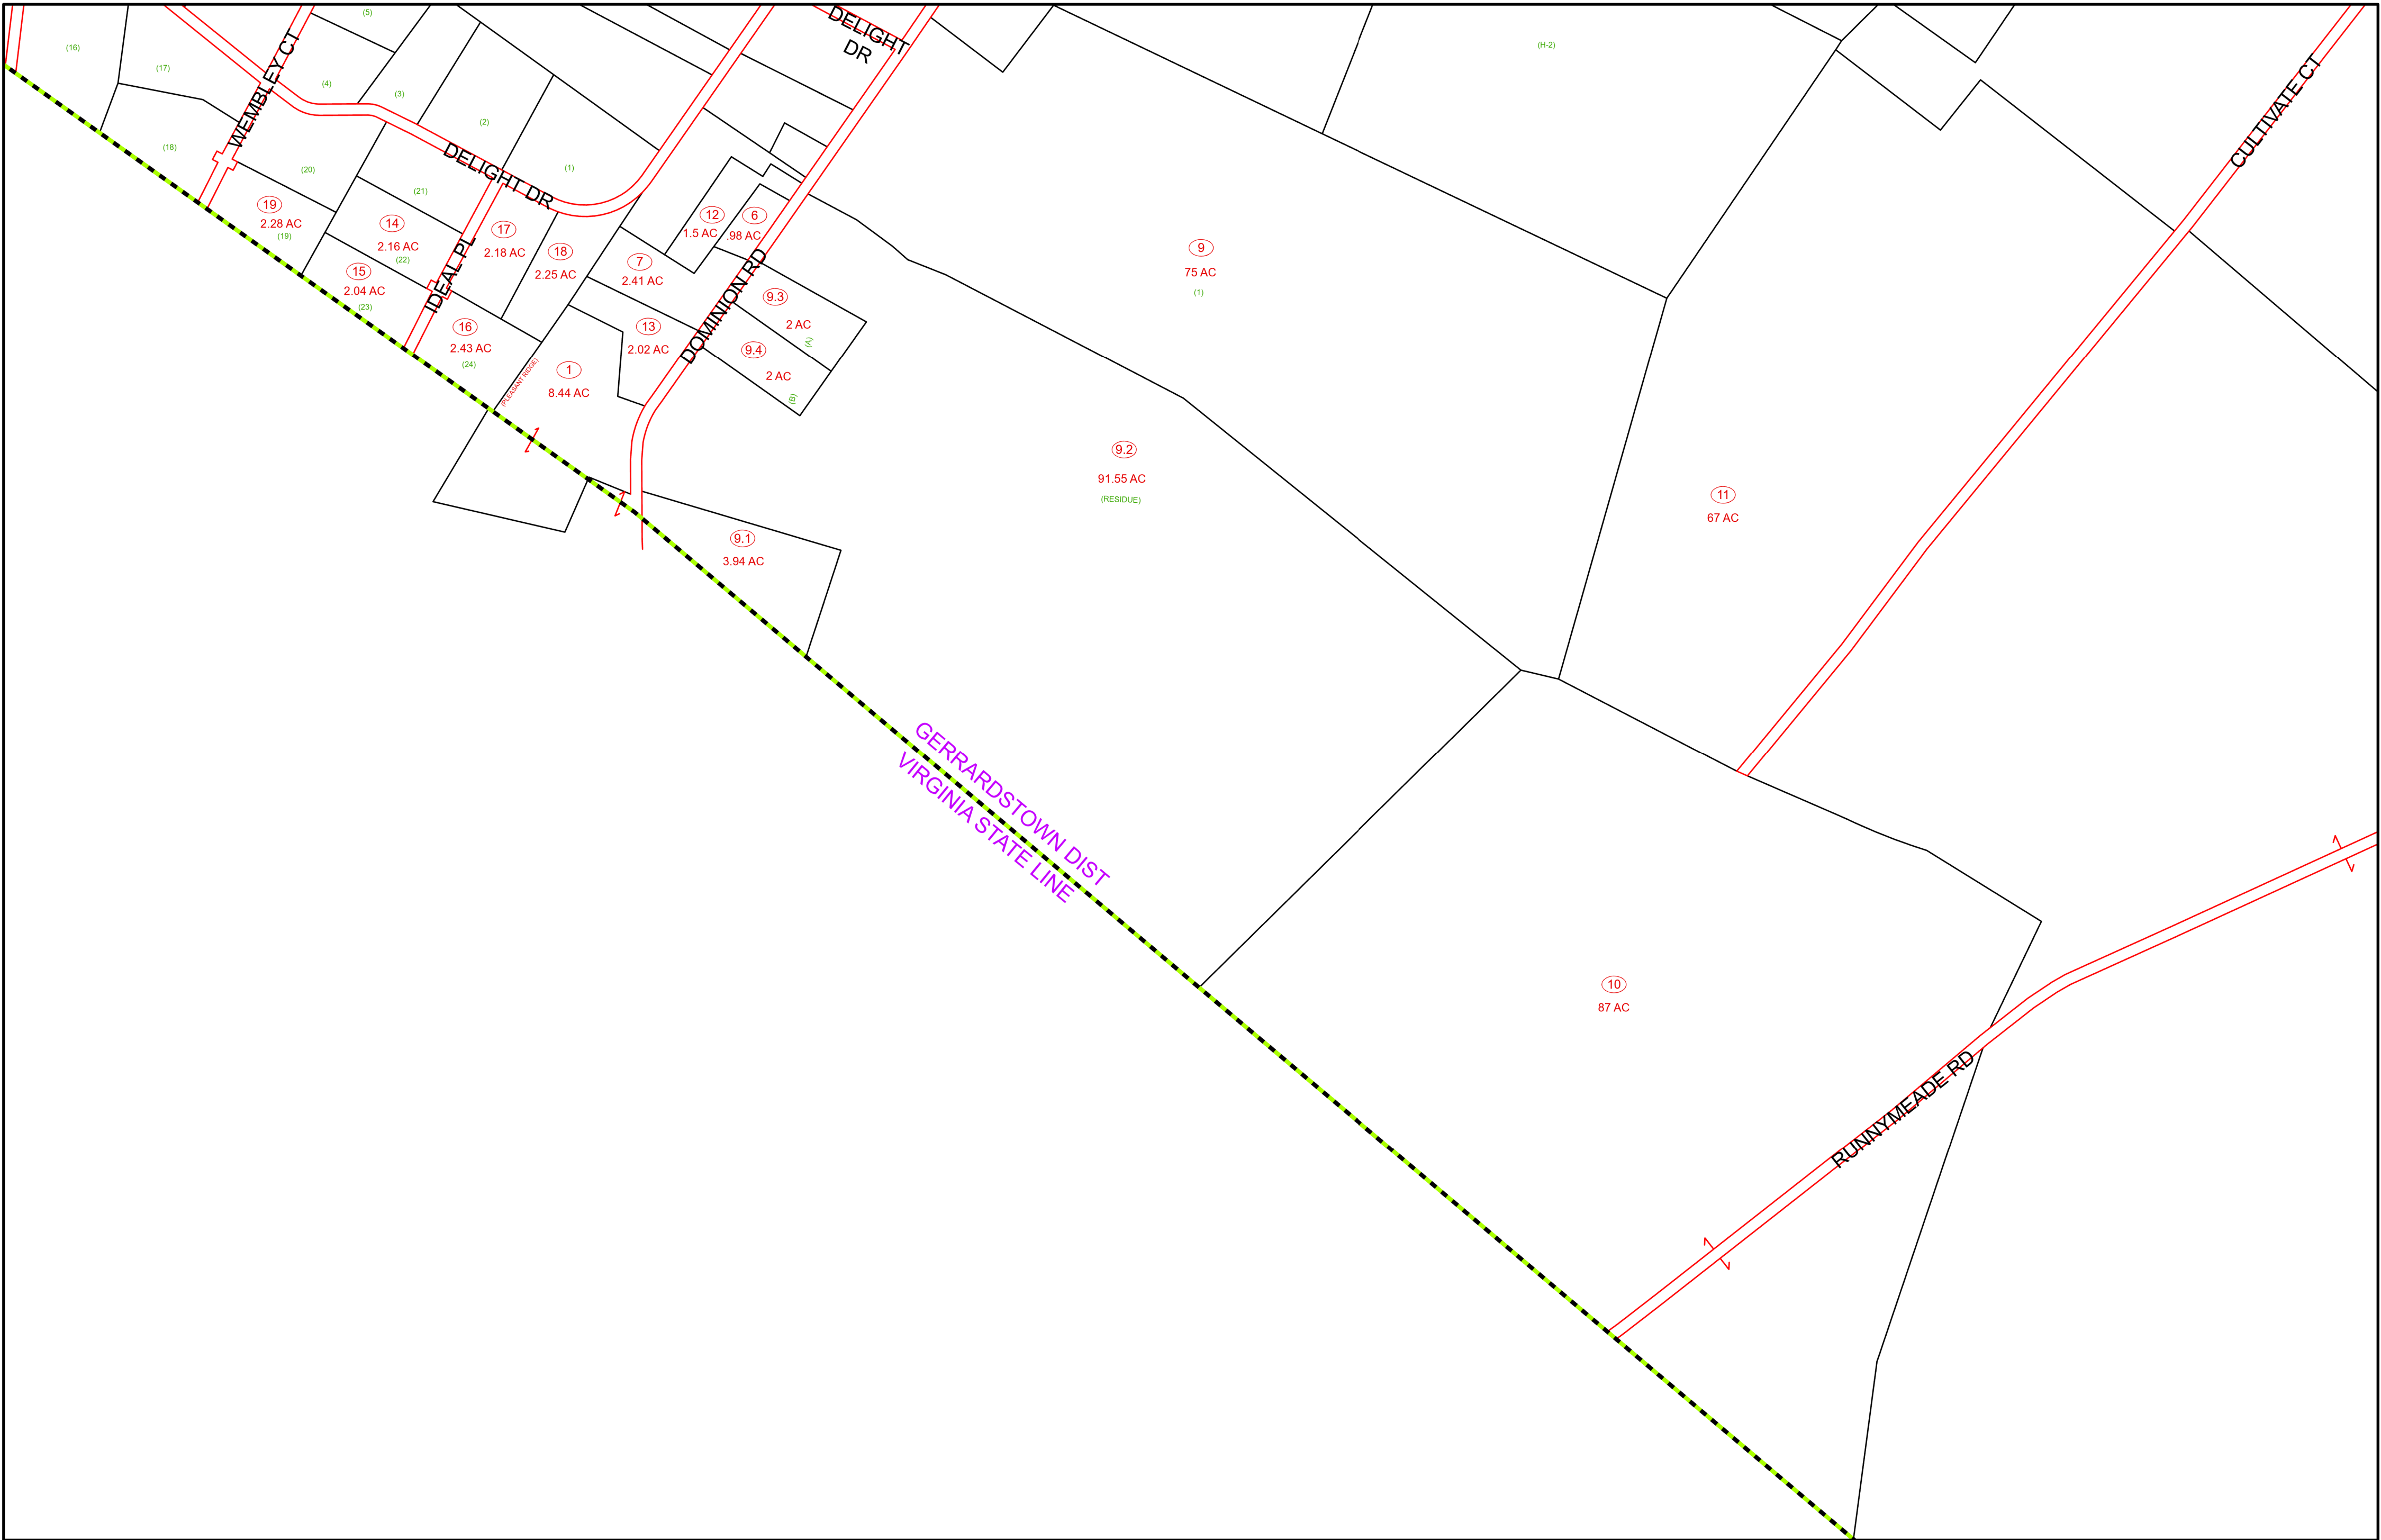 (5)
DELIGHT
DR
(16)
(17)
WEMBLEY CT
(4)
(3)
(2)
(H-2)
CULTIVATE CT
(18)
(20)
DELIGHT DR
(1)
(21)
19
2.28 AC
(19)
14
2.16 AC
(22)
17
2.18 AC
18
2.25 AC
12
1.5 AC
6
.98 AC
9
75 AC
(1)
15
2.04 AC
(23)
IDEAL PL
7
2.41 AC
DOMINION RD
9.3
2 AC
(A)
16
2.43 AC
(24)
13
2.02 AC
9.4
2 AC
(B)
(PLEASANT RIDGE)
1
8.44 AC
9.2
91.55 AC
(RESIDUE)
11
67 AC
9.1
3.94 AC
GERRARDSTOWN DIST
VIRGINIA STATE LINE
10
87 AC
RUNNYMEADE RD